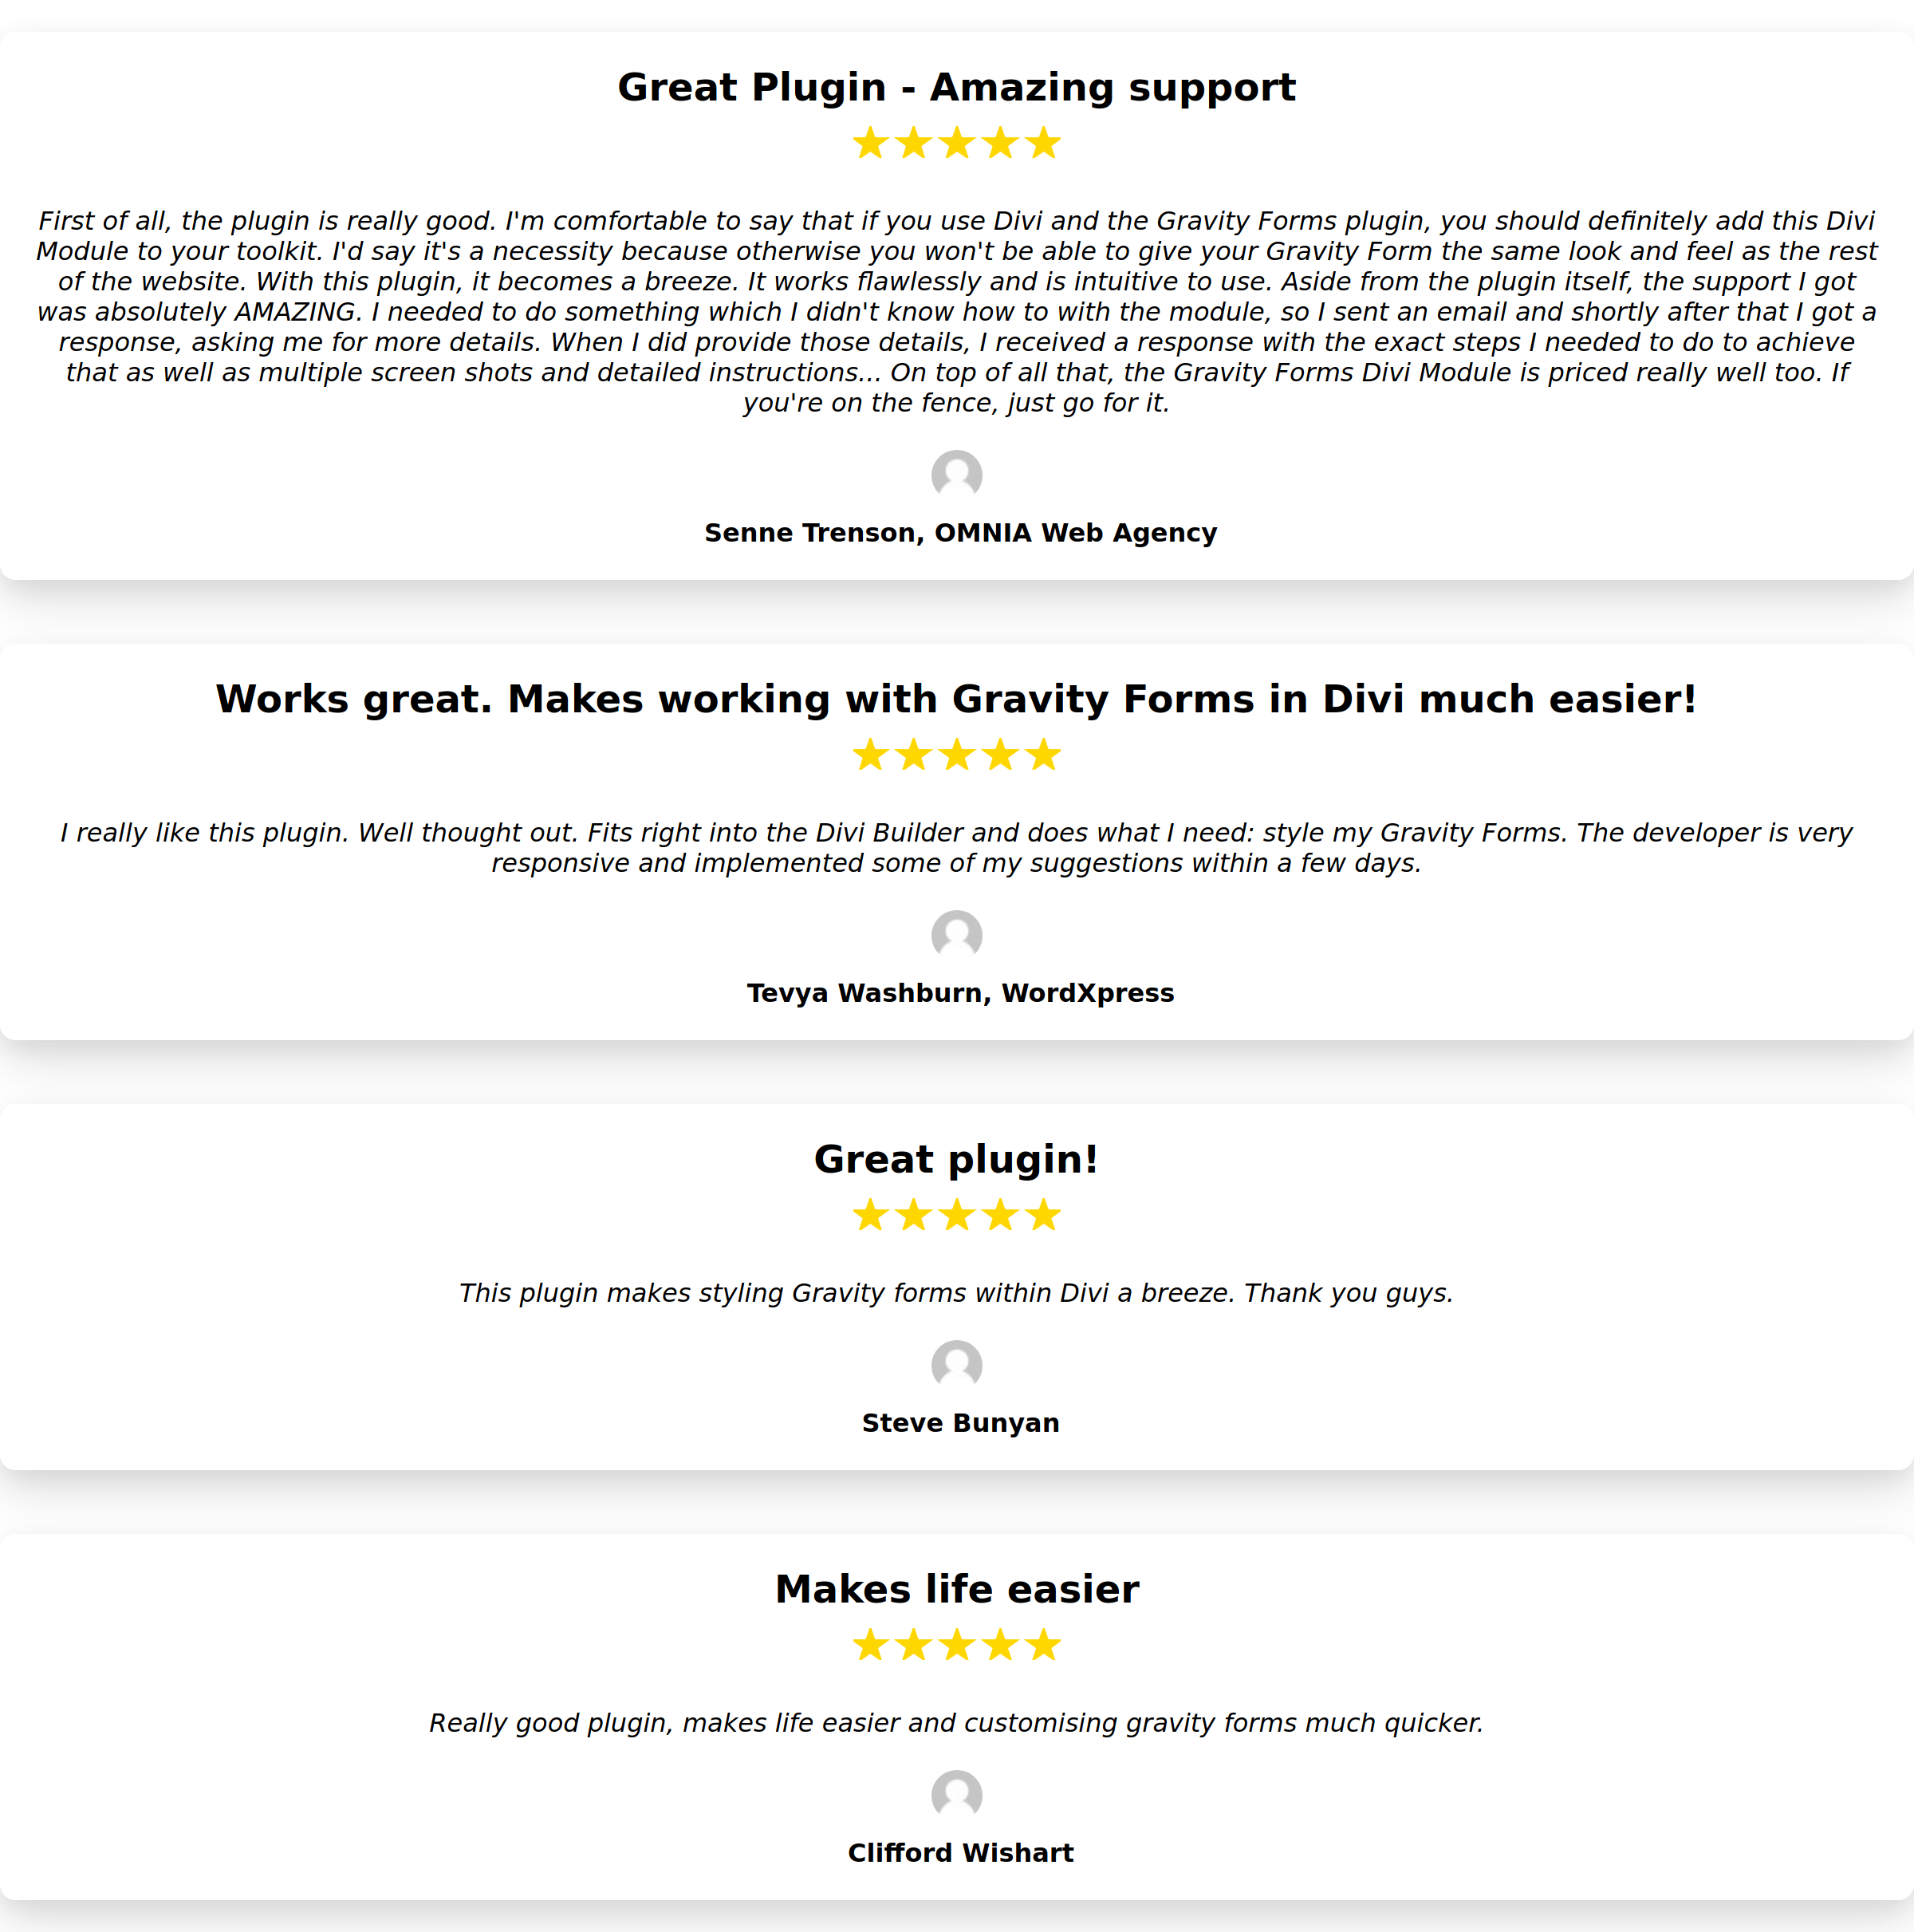 Great Plugin - Amazing support
First of all, the plugin is really good. I'm comfortable to say that if you use Divi and the Gravity Forms plugin, you should definitely add this Divi
Module to your toolkit. I'd say it's a necessity because otherwise you won't be able to give your Gravity Form the same look and feel as the rest
of the website. With this plugin, it becomes a breeze. It works flawlessly and is intuitive to use. Aside from the plugin itself, the support I got
was absolutely AMAZING. I needed to do something which I didn't know how to with the module, so I sent an email and shortly after that I got a
response, asking me for more details. When I did provide those details, I received a response with the exact steps I needed to do to achieve
that as well as multiple screen shots and detailed instructions... On top of all that, the Gravity Forms Divi Module is priced really well too. If
you're on the fence, just go for it.
Senne Trenson, OMNIA Web Agency
Works great. Makes working with Gravity Forms in Divi much easier!
I really like this plugin. Well thought out. Fits right into the Divi Builder and does what I need: style my Gravity Forms. The developer is very
responsive and implemented some of my suggestions within a few days.
Tevya Washburn, WordXpress
Great plugin!
This plugin makes styling Gravity forms within Divi a breeze. Thank you guys.
Steve Bunyan
Makes life easier
Really good plugin, makes life easier and customising gravity forms much quicker.
Clifford Wishart